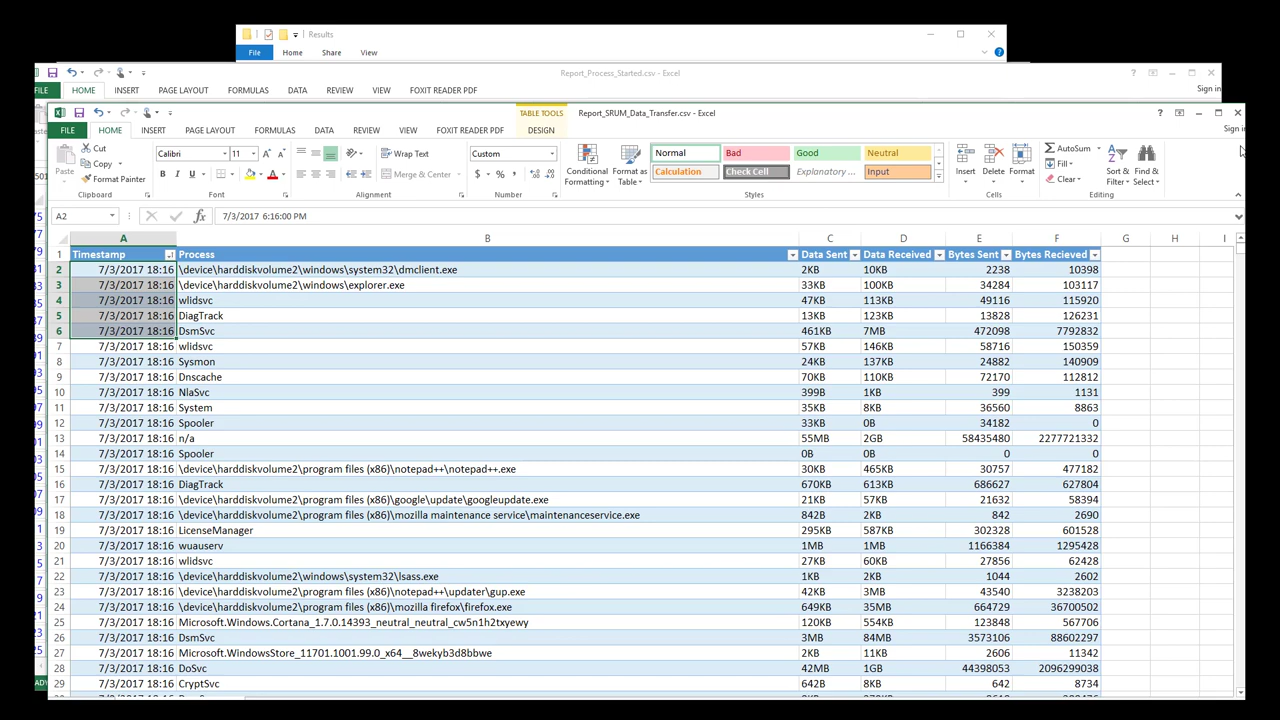 Results
File Home Share View
Report_Process_Started.csv - Excel
Sign in
FILE HOME INSERT PAGE LAYOUT FORMULAS DATA REVIEW VIEW FOXIT READER PDF
TABLE TOOLS Report_SRUM_Data_Transfer.csv - Excel
FILE HOME INSERT PAGE LAYOUT FORMULAS DATA REVIEW VIEW FOXIT READER PDF DESIGN Sign in
Paste Cut Copy Format Painter
Clipboard
Calibri 11
B I U
Font
Wrap Text
Merge & Center
Alignment
Custom
$ % ,
Number
Conditional Formatting Format as Table
Normal Bad Good Neutral
Calculation Check Cell Explanatory ... Input
Styles
Insert Delete Format
Cells
AutoSum Fill Clear
Sort & Filter Find & Select
Editing
A2 fx 7/3/2017 6:16:00 PM
A B C D E F G H I
1 Timestamp Process Data Sent Data Received Bytes Sent Bytes Recieved
2 7/3/2017 18:16 \device\harddiskvolume2\windows\system32\dmclient.exe 2KB 10KB 2238 10398
3 7/3/2017 18:16 \device\harddiskvolume2\windows\explorer.exe 33KB 100KB 34284 103117
4 7/3/2017 18:16 wlidsvc 47KB 113KB 49116 115920
5 7/3/2017 18:16 DiagTrack 13KB 123KB 13828 126231
6 7/3/2017 18:16 DsmSvc 461KB 7MB 472098 7792832
7 7/3/2017 18:16 wlidsvc 57KB 146KB 58716 150359
8 7/3/2017 18:16 Sysmon 24KB 137KB 24882 140909
9 7/3/2017 18:16 Dnscache 70KB 110KB 72170 112812
10 7/3/2017 18:16 NlaSvc 399B 1KB 399 1131
11 7/3/2017 18:16 System 35KB 8KB 36560 8863
12 7/3/2017 18:16 Spooler 33KB 0B 34182 0
13 7/3/2017 18:16 n/a 55MB 2GB 58435480 2277721332
14 7/3/2017 18:16 Spooler 0B 0B 0 0
15 7/3/2017 18:16 \device\harddiskvolume2\program files (x86)\notepad++\notepad++.exe 30KB 465KB 30757 477182
16 7/3/2017 18:16 DiagTrack 670KB 613KB 686627 627804
17 7/3/2017 18:16 \device\harddiskvolume2\program files (x86)\google\update\googleupdate.exe 21KB 57KB 21632 58394
18 7/3/2017 18:16 \device\harddiskvolume2\program files (x86)\mozilla maintenance service\maintenanceservice.exe 842B 2KB 842 2690
19 7/3/2017 18:16 LicenseManager 295KB 587KB 302328 601528
20 7/3/2017 18:16 wuauserv 1MB 1MB 1166384 1295428
21 7/3/2017 18:16 wlidsvc 27KB 60KB 27856 62428
22 7/3/2017 18:16 \device\harddiskvolume2\windows\system32\lsass.exe 1KB 2KB 1044 2602
23 7/3/2017 18:16 \device\harddiskvolume2\program files (x86)\notepad++\updater\gup.exe 42KB 3MB 43540 3238203
24 7/3/2017 18:16 \device\harddiskvolume2\program files (x86)\mozilla firefox\firefox.exe 649KB 35MB 664729 36700502
25 7/3/2017 18:16 Microsoft.Windows.Cortana_1.7.0.14393_neutral_neutral_cw5n1h2txyewy 120KB 554KB 123848 567706
26 7/3/2017 18:16 DsmSvc 3MB 84MB 3573106 88602297
27 7/3/2017 18:16 Microsoft.WindowsStore_11701.1001.99.0_x64__8wekyb3d8bbwe 2KB 11KB 2606 11342
28 7/3/2017 18:16 DoSvc 42MB 1GB 44398053 2096299038
29 7/3/2017 18:16 CryptSvc 642B 8KB 642 8734